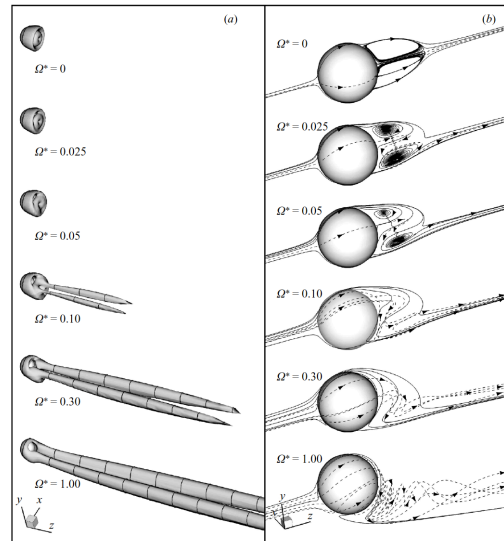 (a)
Ω* = 0
Ω* = 0.025
Ω* = 0.05
Ω* = 0.10
Ω* = 0.30
Ω* = 1.00
y
x
z
(b)
Ω* = 0
Ω* = 0.025
Ω* = 0.05
Ω* = 0.10
Ω* = 0.30
Ω* = 1.00
y
z